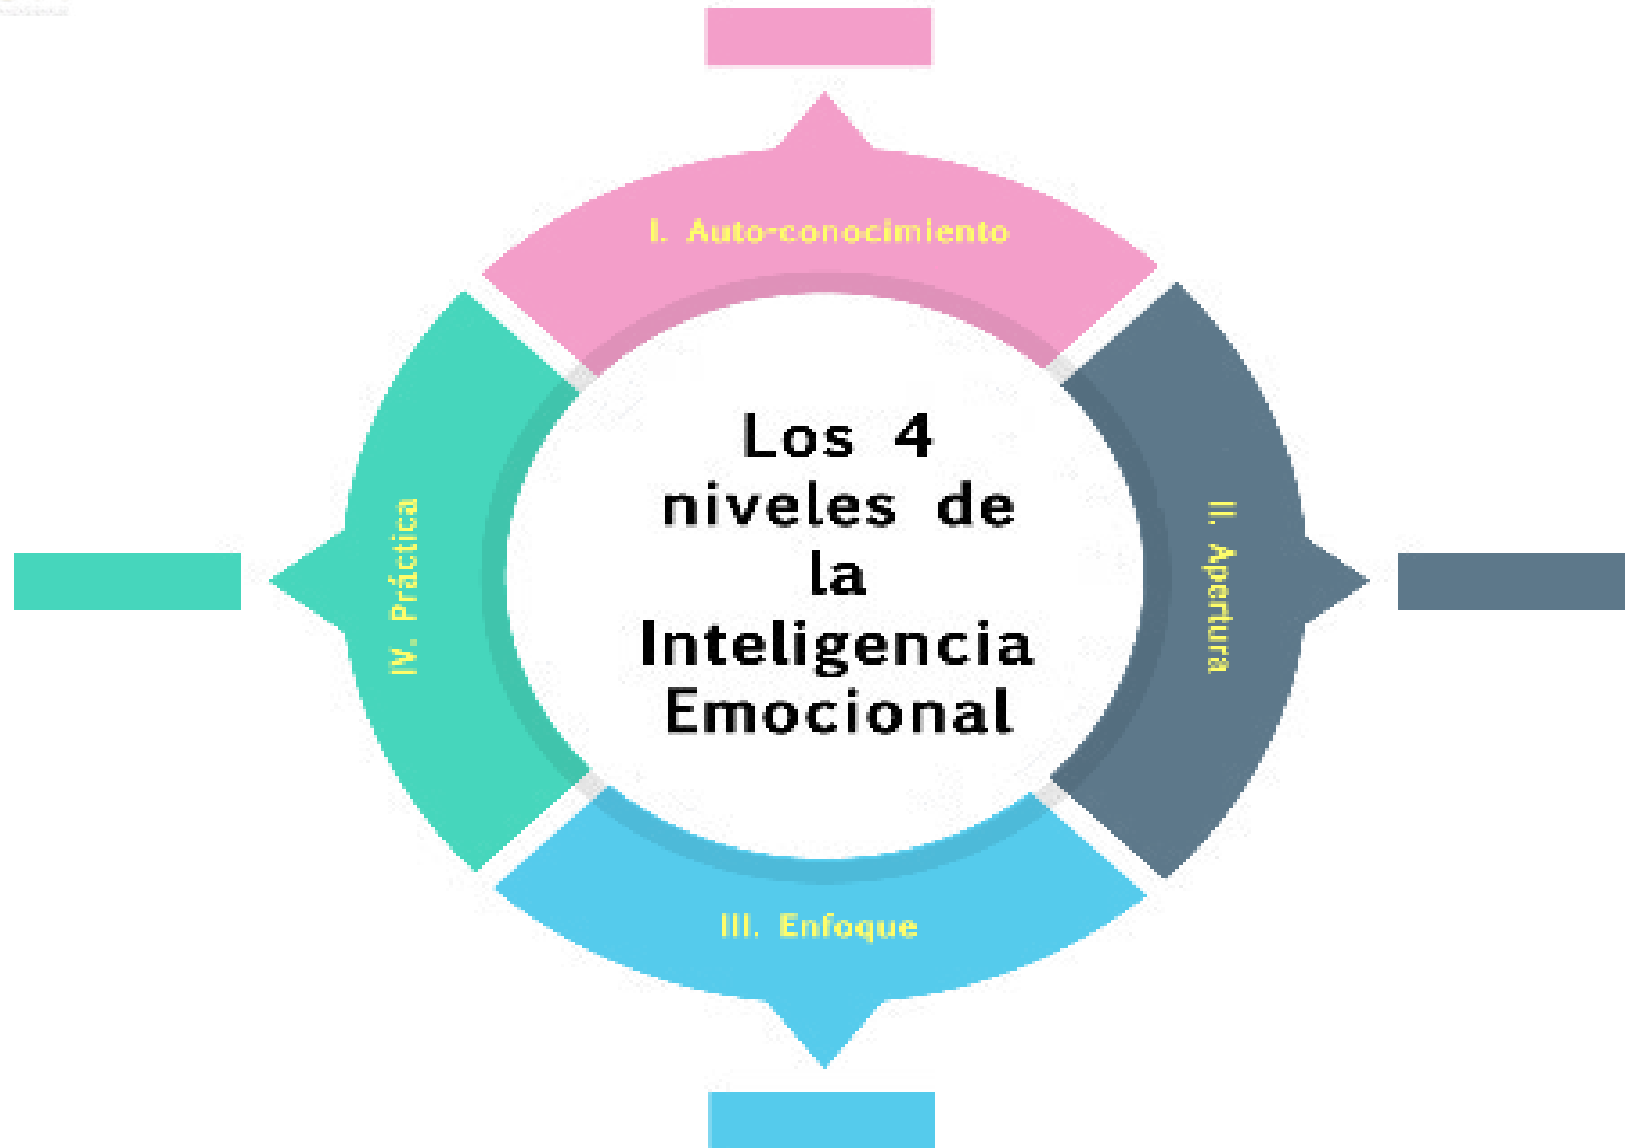 I. Auto-conocimiento
Los 4
niveles de
la
Inteligencia
Emocional
II. Apertura
III. Enfoque
IV. Práctica